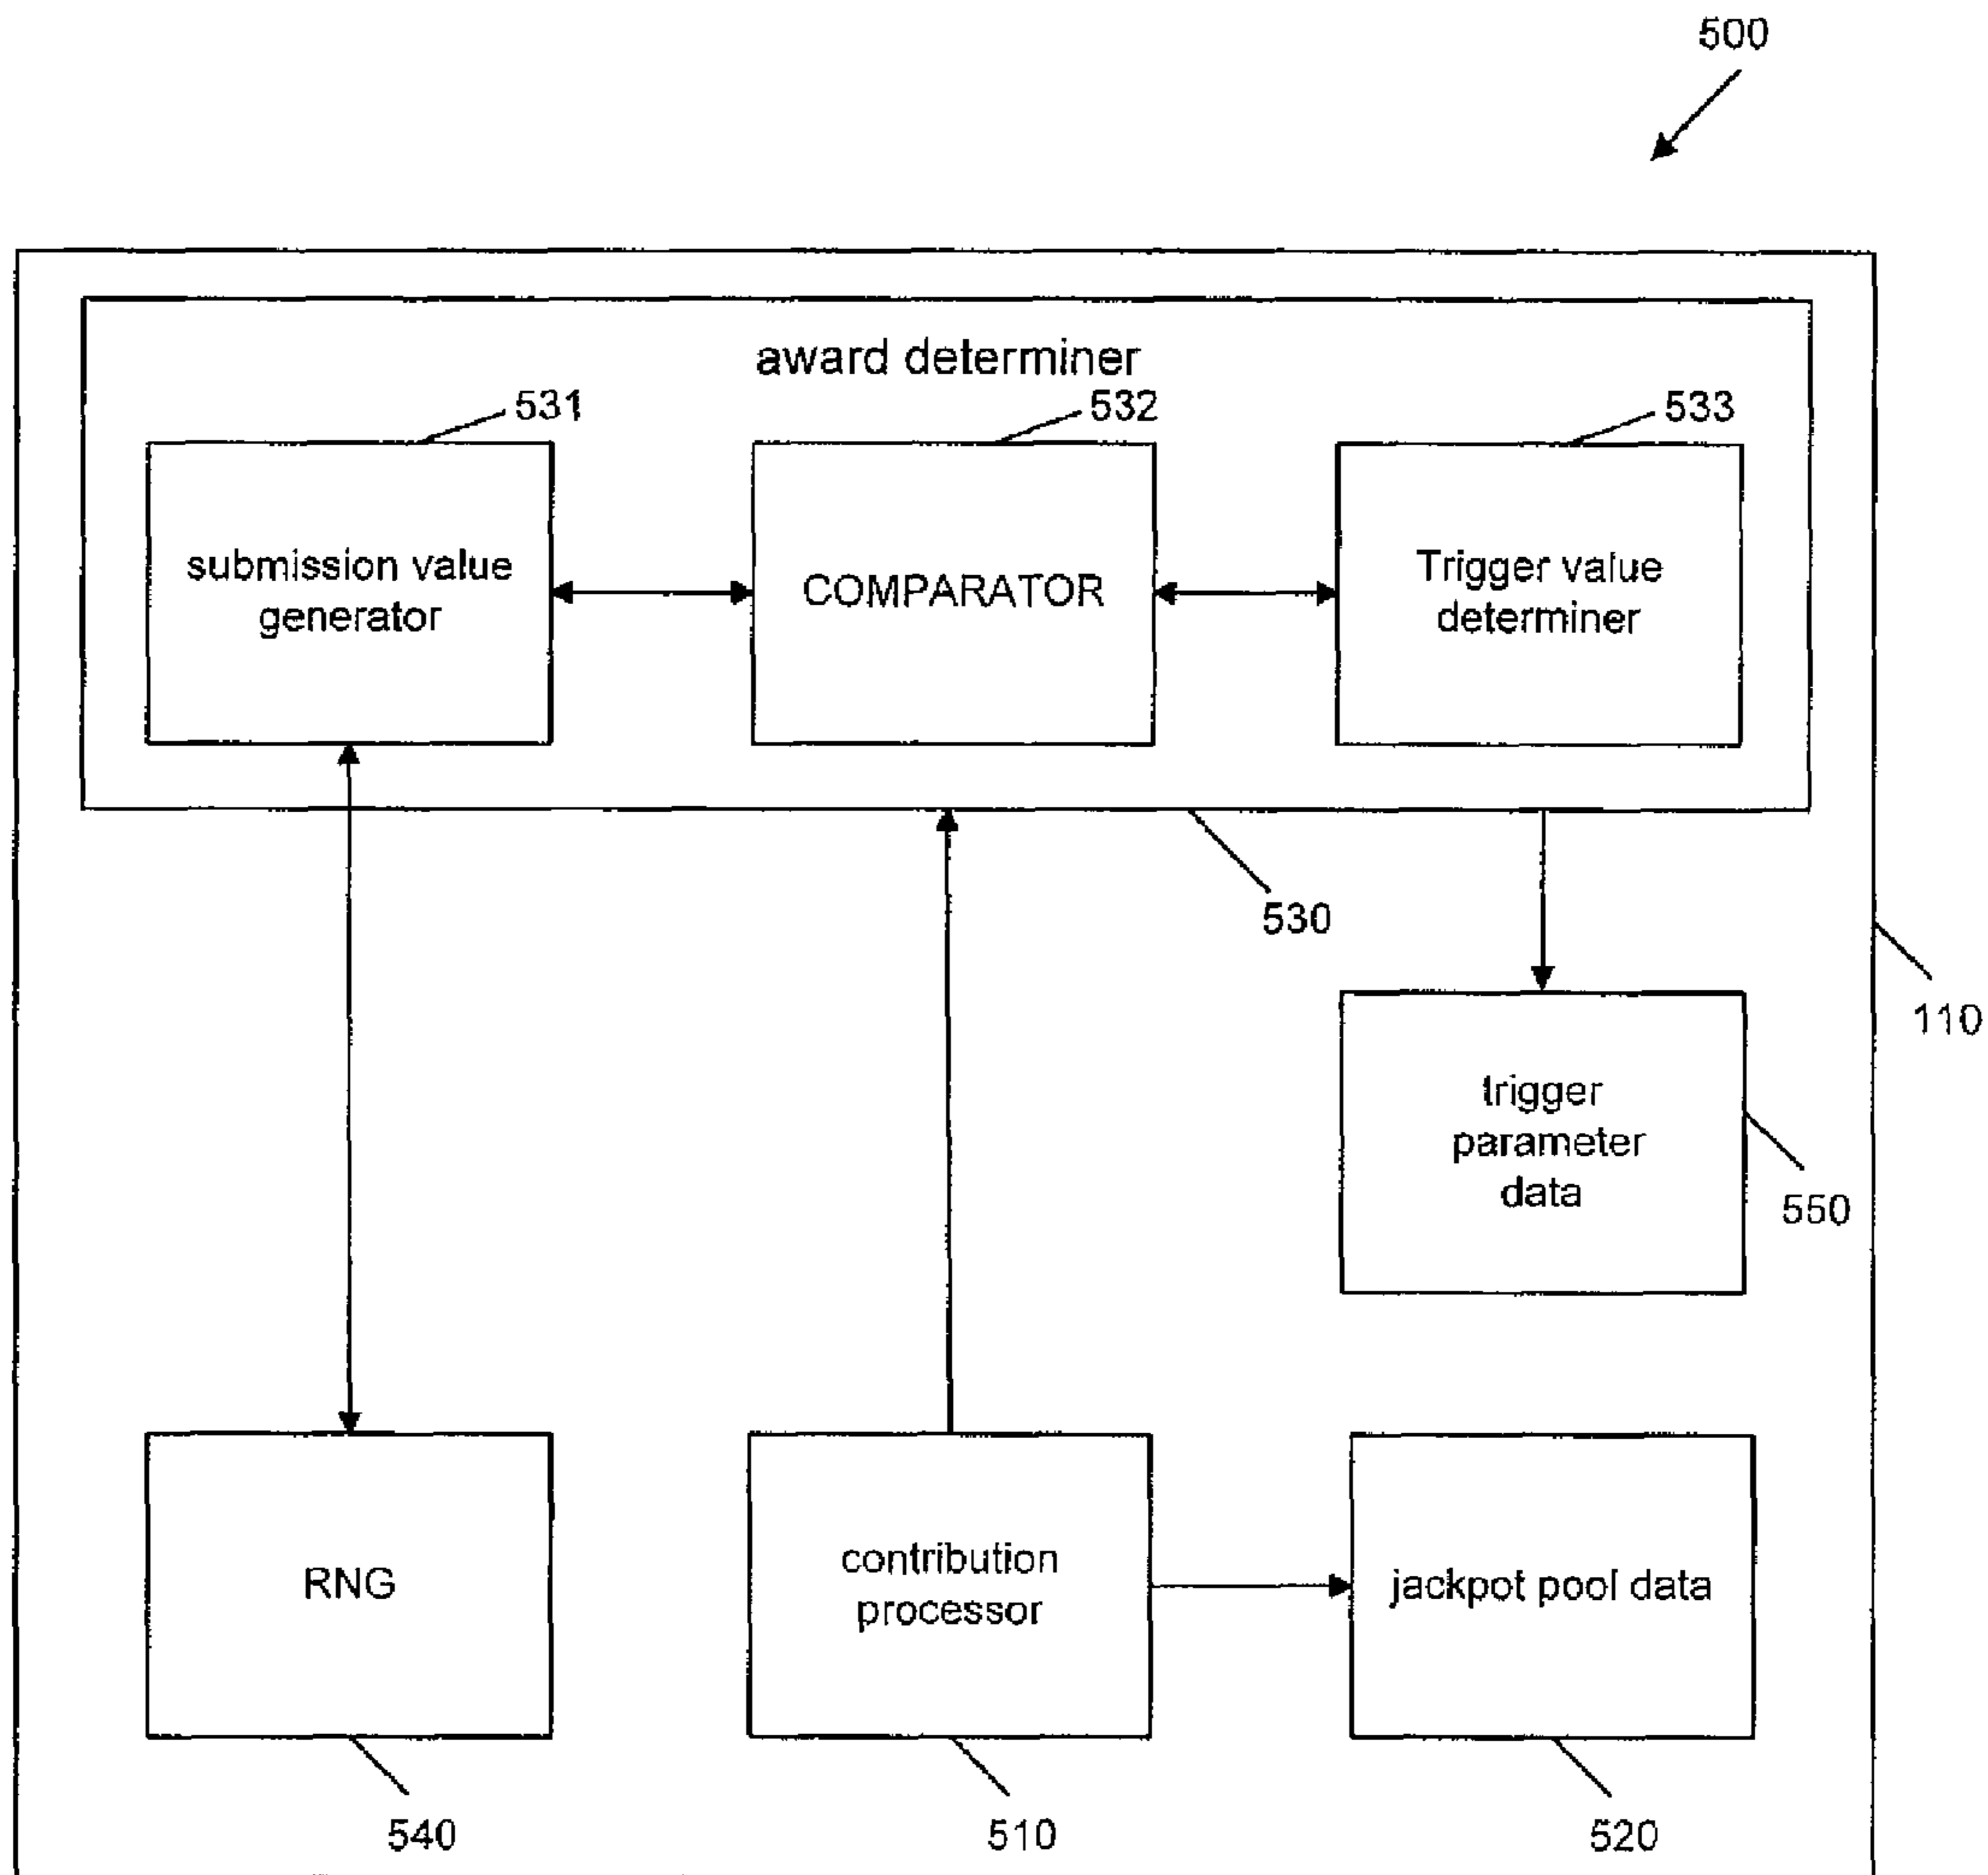 500
award determiner
531
532
533
submission value
generator
COMPARATOR
Trigger value
determiner
530
110
trigger
parameter
data
550
RNG
contribution
processor
jackpot pool data
540
510
520